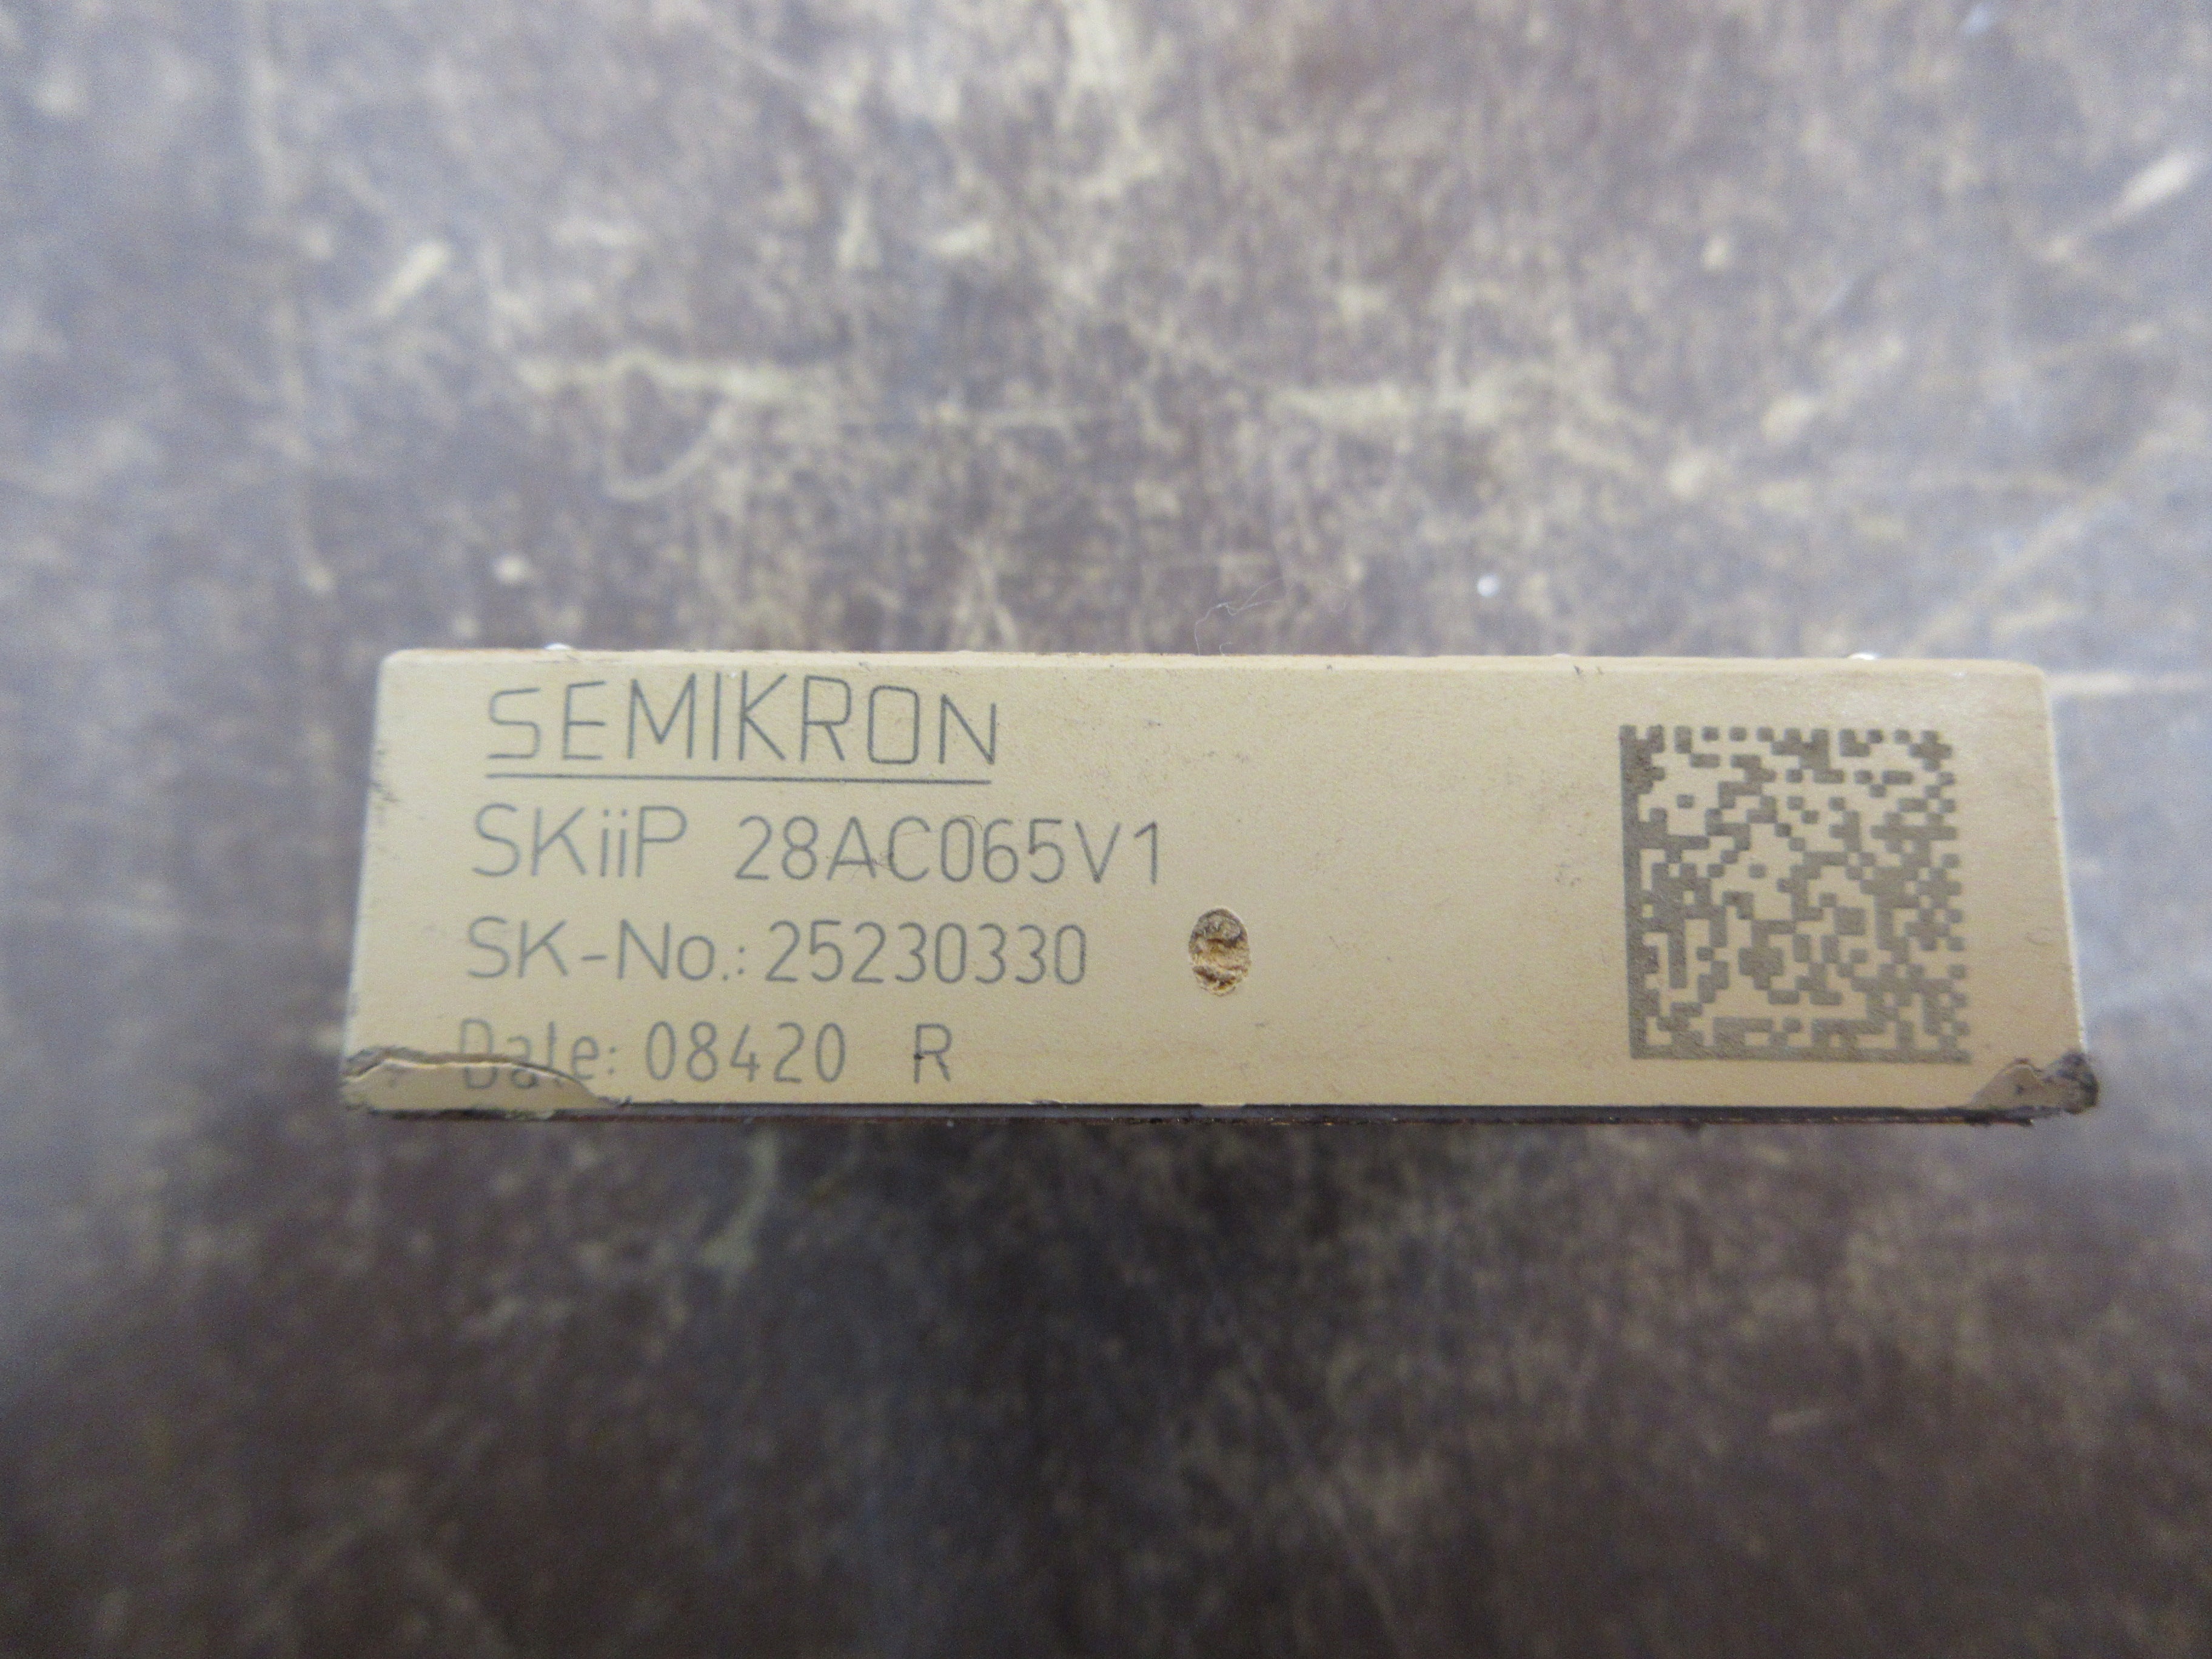 SEMIKRON
SKiiP 28AC065V1
SK-No.: 25230330
Date: 08420 R